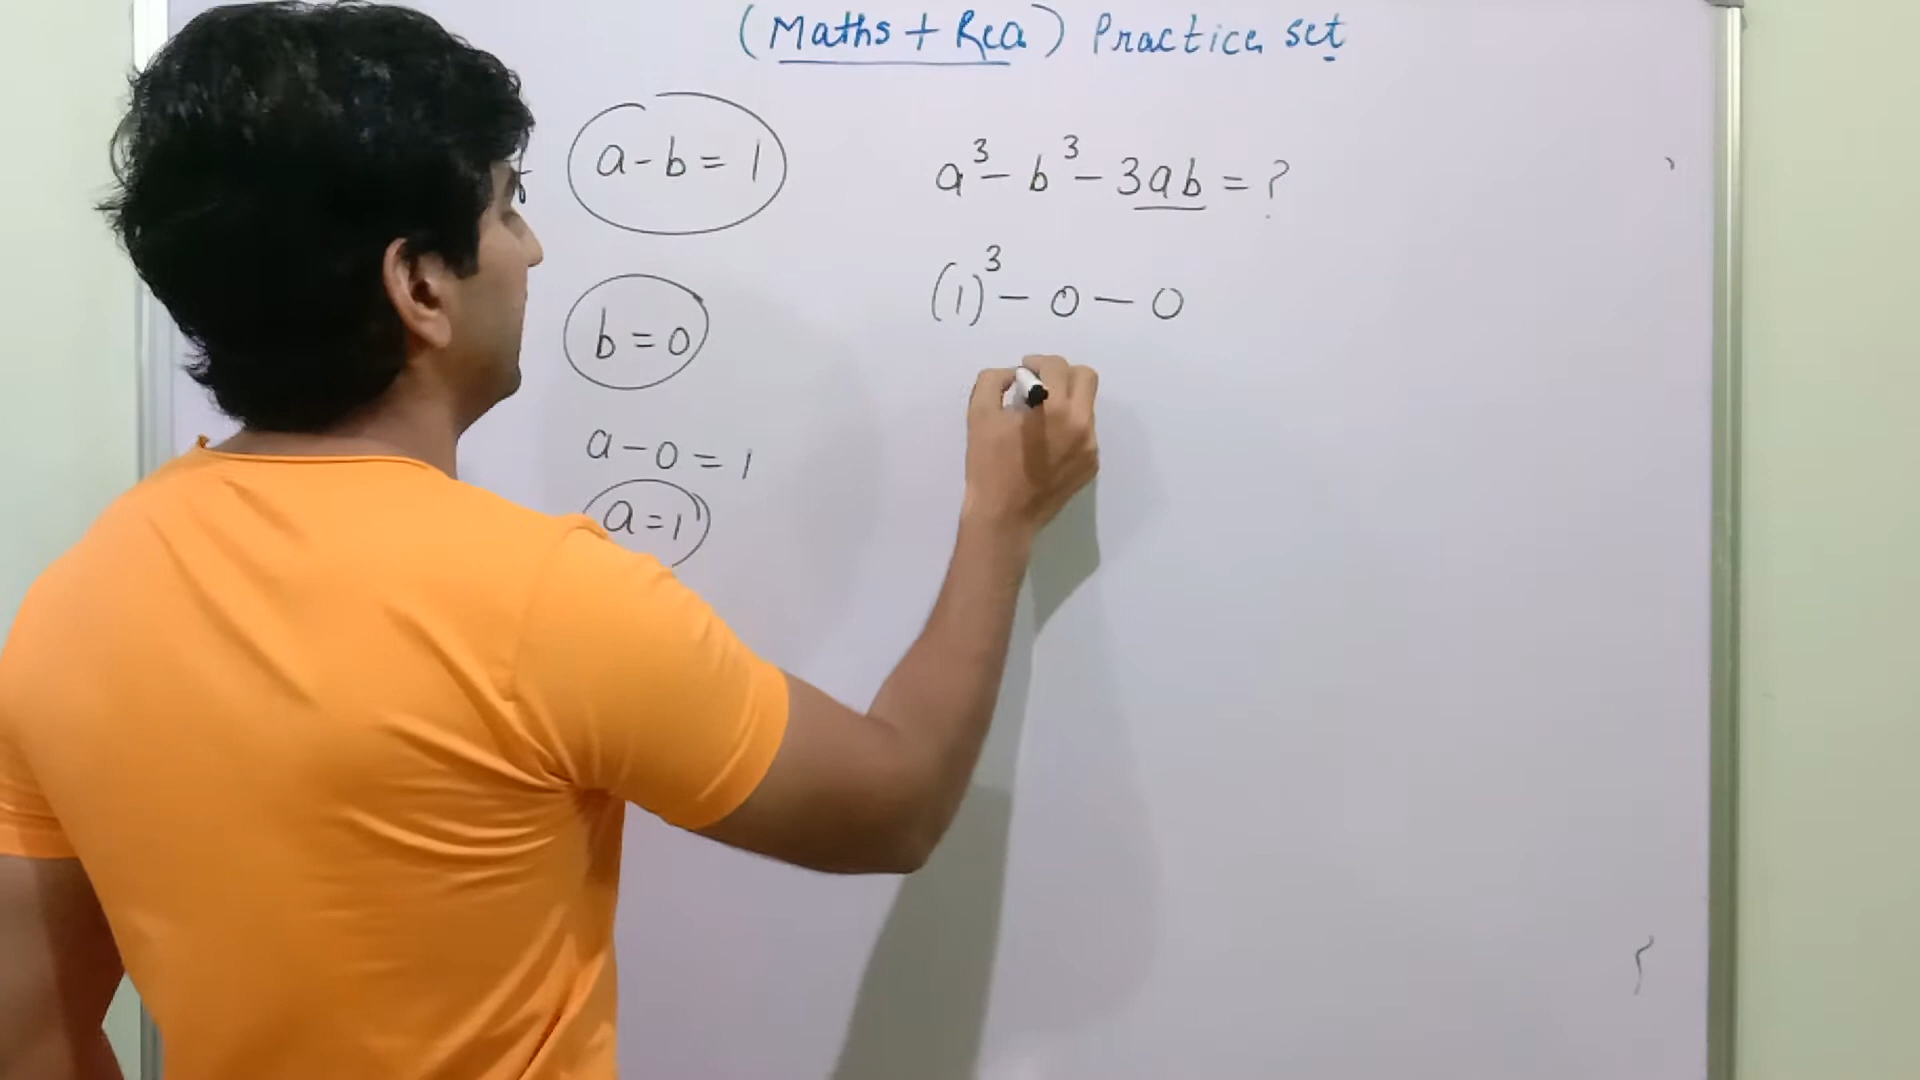 (Maths + Rea) Practice set
a-b=1
a³-b³-3ab=?
b=0
(1)³-0-0
a-0=1
a=1